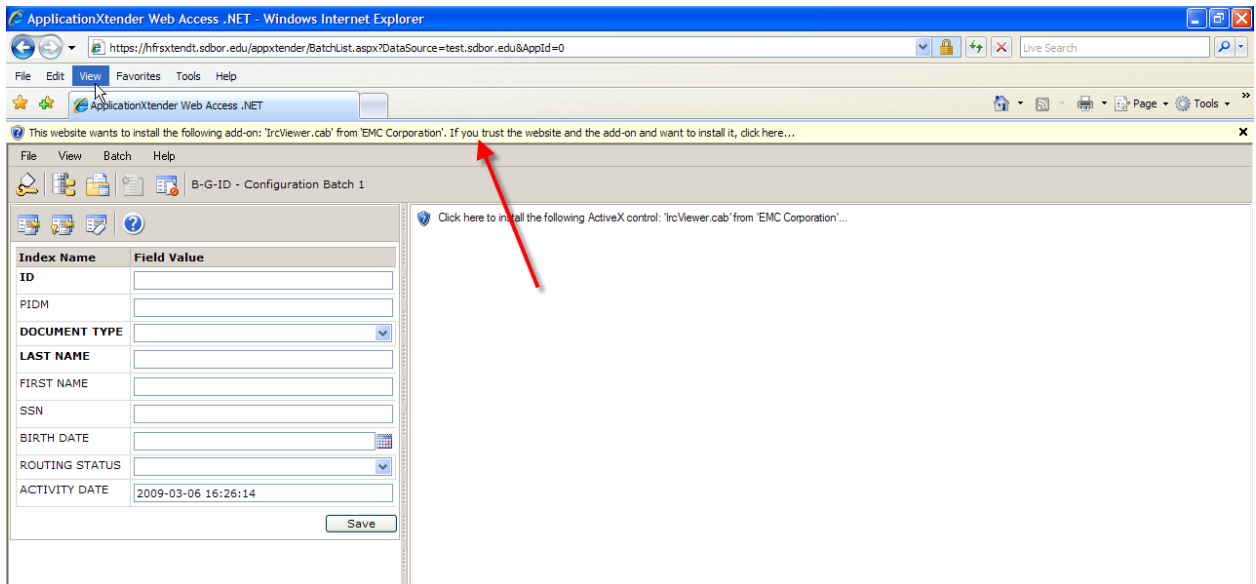 ApplicationXtender Web Access .NET - Windows Internet Explorer
https://hfrsxtendt.sdbor.edu/appxtender/BatchList.aspx?DataSource=test.sdbor.edu&AppId=0
Live Search
File Edit View Favorites Tools Help
ApplicationXtender Web Access .NET
Page Tools »
This website wants to install the following add-on: 'IrcViewer.cab' from 'EMC Corporation'. If you trust the website and the add-on and want to install it, click here...
File View Batch Help
B-G-ID - Configuration Batch 1
Click here to install the following ActiveX control: 'IrcViewer.cab' from 'EMC Corporation'...
Index Name Field Value
ID
PIDM
DOCUMENT TYPE
LAST NAME
FIRST NAME
SSN
BIRTH DATE
ROUTING STATUS
ACTIVITY DATE 2009-03-06 16:26:14
Save